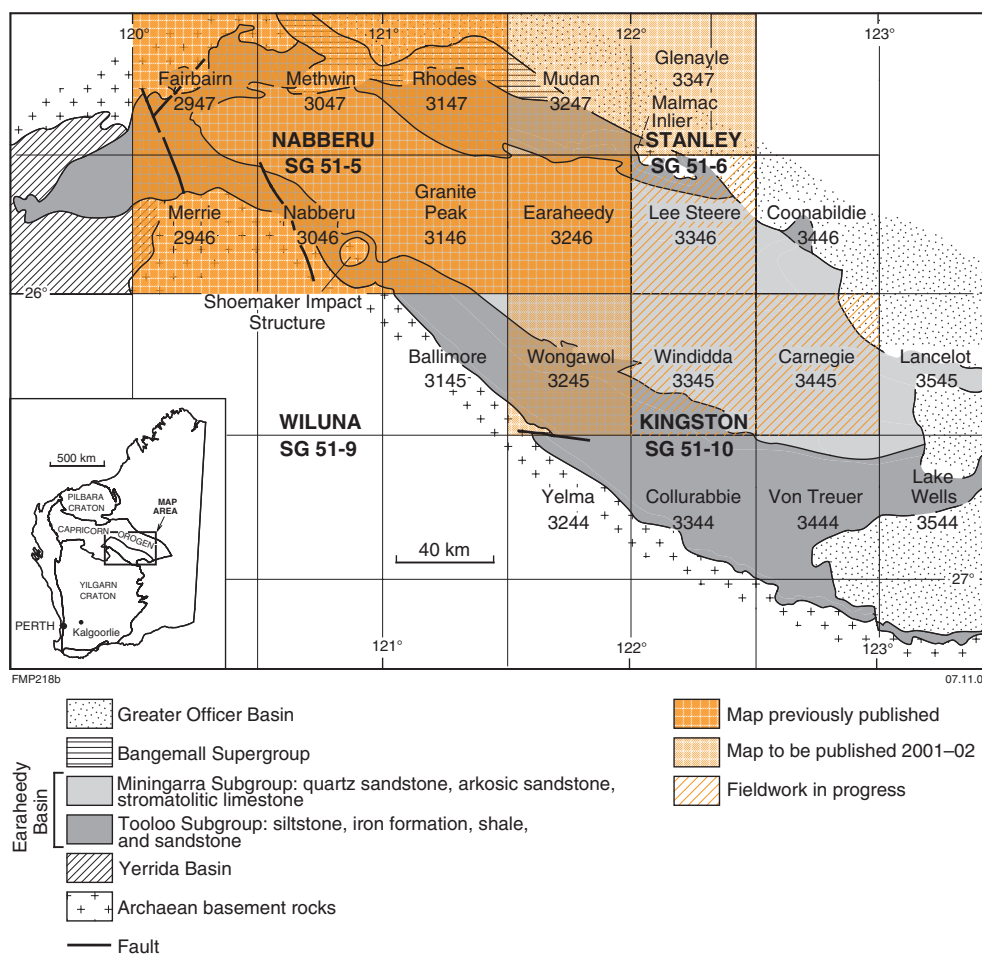 120°
121°
122°
123°
Fairbairn
2947
Methwin
3047
Rhodes
3147
Mudan
3247
Glenayle
3347
Malmac
Inlier
NABBERU
SG 51-5
STANLEY
SG 51-6
Merrie
2946
Nabberu
3046
Granite
Peak
3146
Earaheedy
3246
Lee Steere
3346
Coonabildie
3446
26°
Shoemaker Impact
Structure
Ballimore
3145
Wongawol
3245
Windidda
3345
Carnegie
3445
Lancelot
3545
WILUNA
SG 51-9
KINGSTON
SG 51-10
Yelma
3244
Collurabbie
3344
Von Treuer
3444
Lake
Wells
3544
40 km
27°
500 km
PILBARA
CRATON
MAP
AREA
CAPRICORN
OROGEN
YILGARN
CRATON
PERTH
Kalgoorlie
121°
122°
123°
FMP218b
07.11.0
Greater Officer Basin
Bangemall Supergroup
Earaheedy
Basin
Miningarra Subgroup: quartz sandstone, arkosic sandstone,
stromatolitic limestone
Tooloo Subgroup: siltstone, iron formation, shale,
and sandstone
Yerrida Basin
Archaean basement rocks
Fault
Map previously published
Map to be published 2001–02
Fieldwork in progress